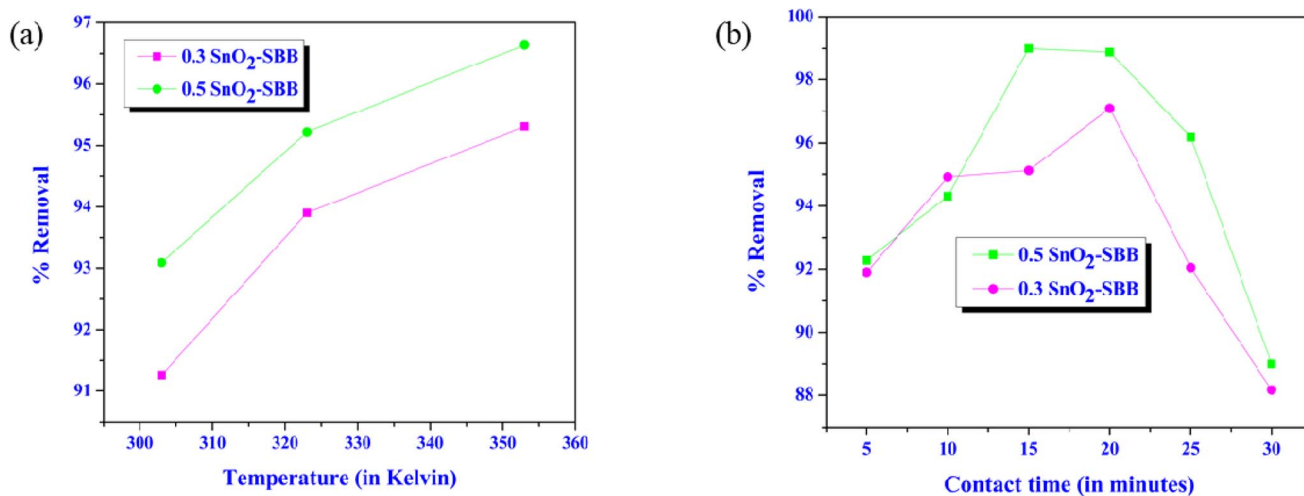 (a)
97
96
95
94
93
92
91
% Removal
0.3 SnO2-SBB
0.5 SnO2-SBB
300 310 320 330 340 350 360
Temperature (in Kelvin)
(b)
100
98
96
94
92
90
88
% Removal
0.5 SnO2-SBB
0.3 SnO2-SBB
5 10 15 20 25 30
Contact time (in minutes)